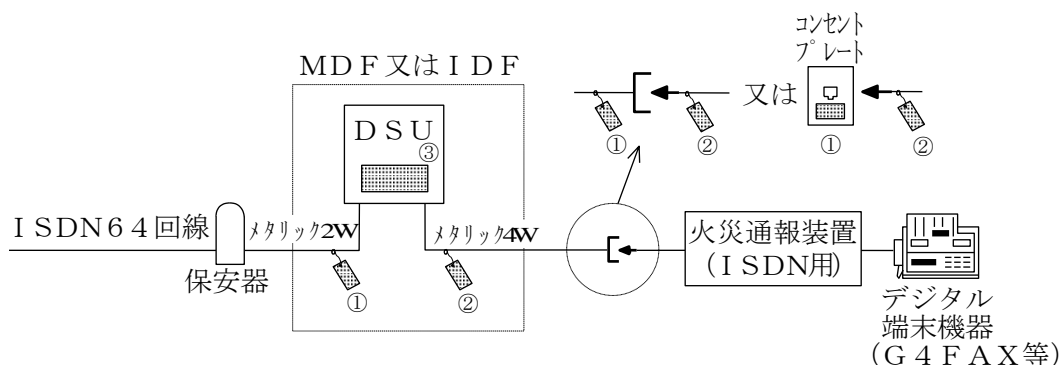 コンセント
プレート
MDF又はIDF
又は
DSU
③
①
②
①
②
ISDN64回線
メタリック2W
メタリック4W
火災通報装置
(ISDN用)
保安器
①
②
デジタル
端末機器
(G4FAX等)